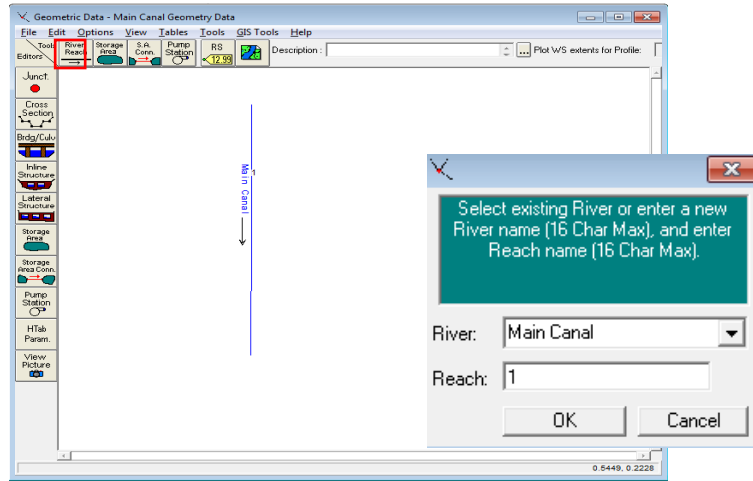 Geometric Data - Main Canal Geometry Data
File Edit Options View Tables Tools GIS Tools Help
Tools
Editors
River
Reach
Storage
Area
S.A.
Conn.
Pump
Station
RS
12.99
Description :
...
Plot WS extents for Profile:
Junct.
Cross
Section
Brdg/Culv
Inline
Structure
Lateral
Structure
Storage
Area
Storage
Area Conn.
Pump
Station
HTab
Param.
View
Picture
1
Main Canal
0.5449, 0.2228
Select existing River or enter a new
River name (16 Char Max), and enter
Reach name (16 Char Max).
River: Main Canal
Reach: 1
OK Cancel